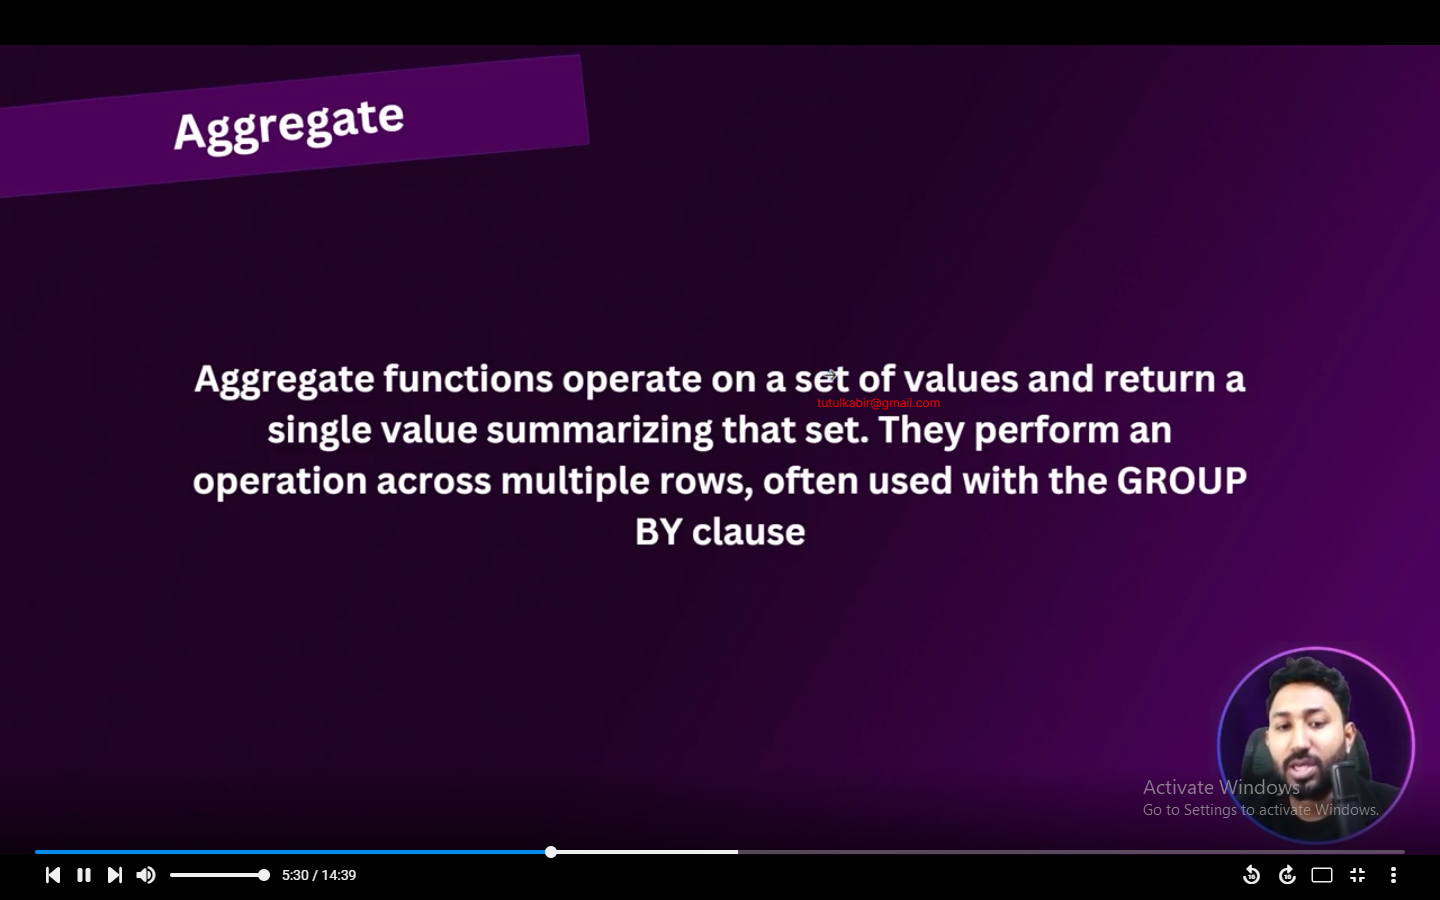 Aggregate
Aggregate functions operate on a set of values and return a
tutulkabir@gmail.com
single value summarizing that set. They perform an
operation across multiple rows, often used with the GROUP
BY clause
Activate Windows
Go to Settings to activate Windows.
5:30 / 14:39
10
10